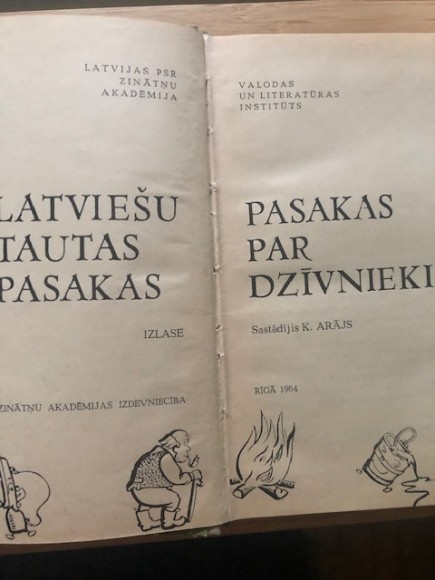 LATVIJAS PSR
ZINĀTŅU
AKADĒMIJA
LATVIEŠU
TAUTAS
PASAKAS
IZLASE
ZINĀTŅU AKADĒMIJAS IZDEVNIECĪBA
VALODAS
UN LITERATŪRAS
INSTITŪTS
PASAKAS
PAR
DZĪVNIEKI
Sastādījis K. ARĀJS
RĪGĀ 1954